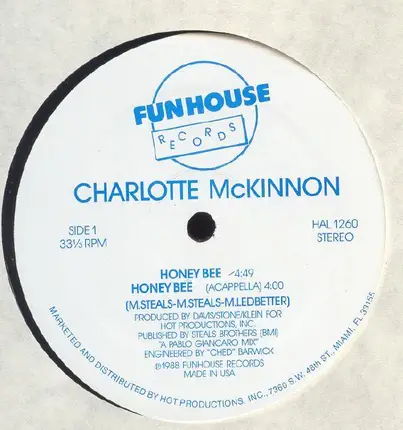 FUNHOUSE
RECORDS
CHARLOTTE McKINNON
SIDE 1
33⅓ RPM
HAL 1260
STEREO
HONEY BEE 4:49
HONEY BEE (ACAPPELLA) 4:00
(M.STEALS-M.STEALS-M.LEDBETTER)
PRODUCED BY DAVIS/STONE/KLEIN FOR
HOT PRODUCTIONS, INC.
PUBLISHED BY STEALS BROTHERS (BMI)
"A PABLO GIANCARO MIX"
ENGINEERED BY "CHED" BARWICK
©1988 FUNHOUSE RECORDS
MADE IN USA
MARKETED AND DISTRIBUTED BY HOT PRODUCTIONS, INC., 7360 S.W. 48th ST., MIAMI, FL 33155